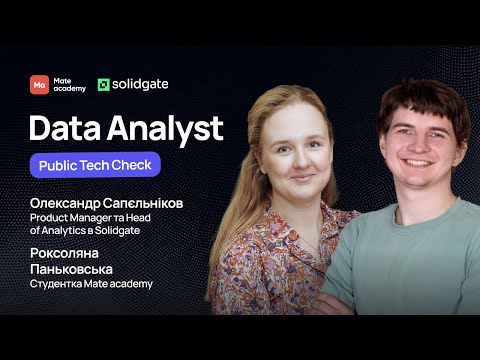 Ma
Mate
academy
solidgate
Data Analyst
Public Tech Check
Олександр Сапєльніков
Product Manager та Head
of Analytics в Solidgate
Роксоляна
Паньковська
Студентка Mate academy